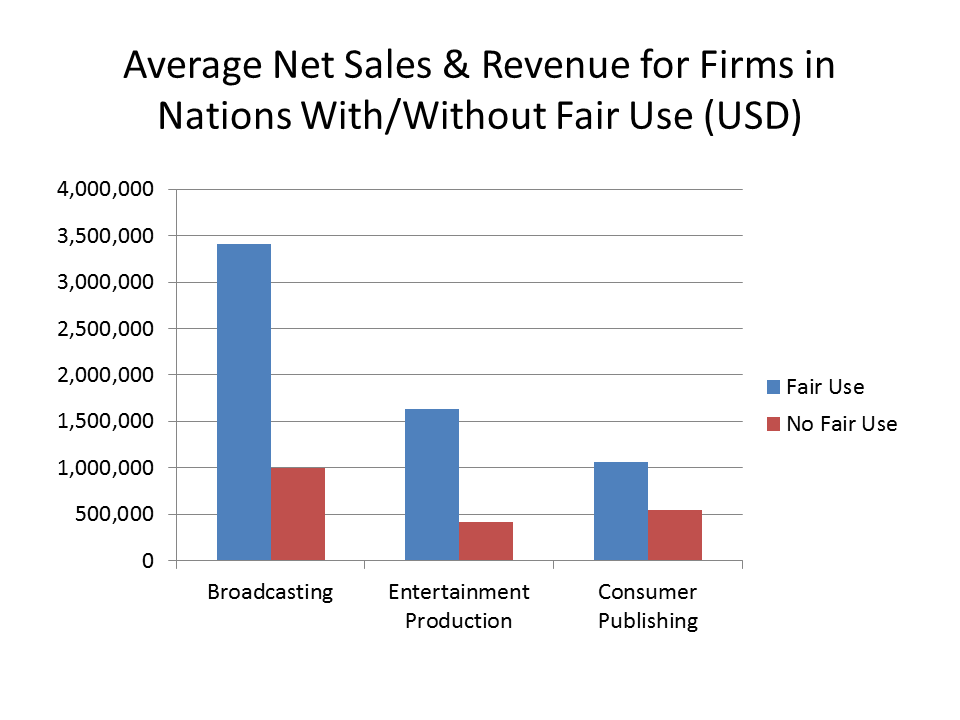 Average Net Sales & Revenue for Firms in
Nations With/Without Fair Use (USD)
4,000,000
3,500,000
3,000,000
2,500,000
2,000,000
1,500,000
1,000,000
500,000
0
Broadcasting
Entertainment
Production
Consumer
Publishing
Fair Use
No Fair Use